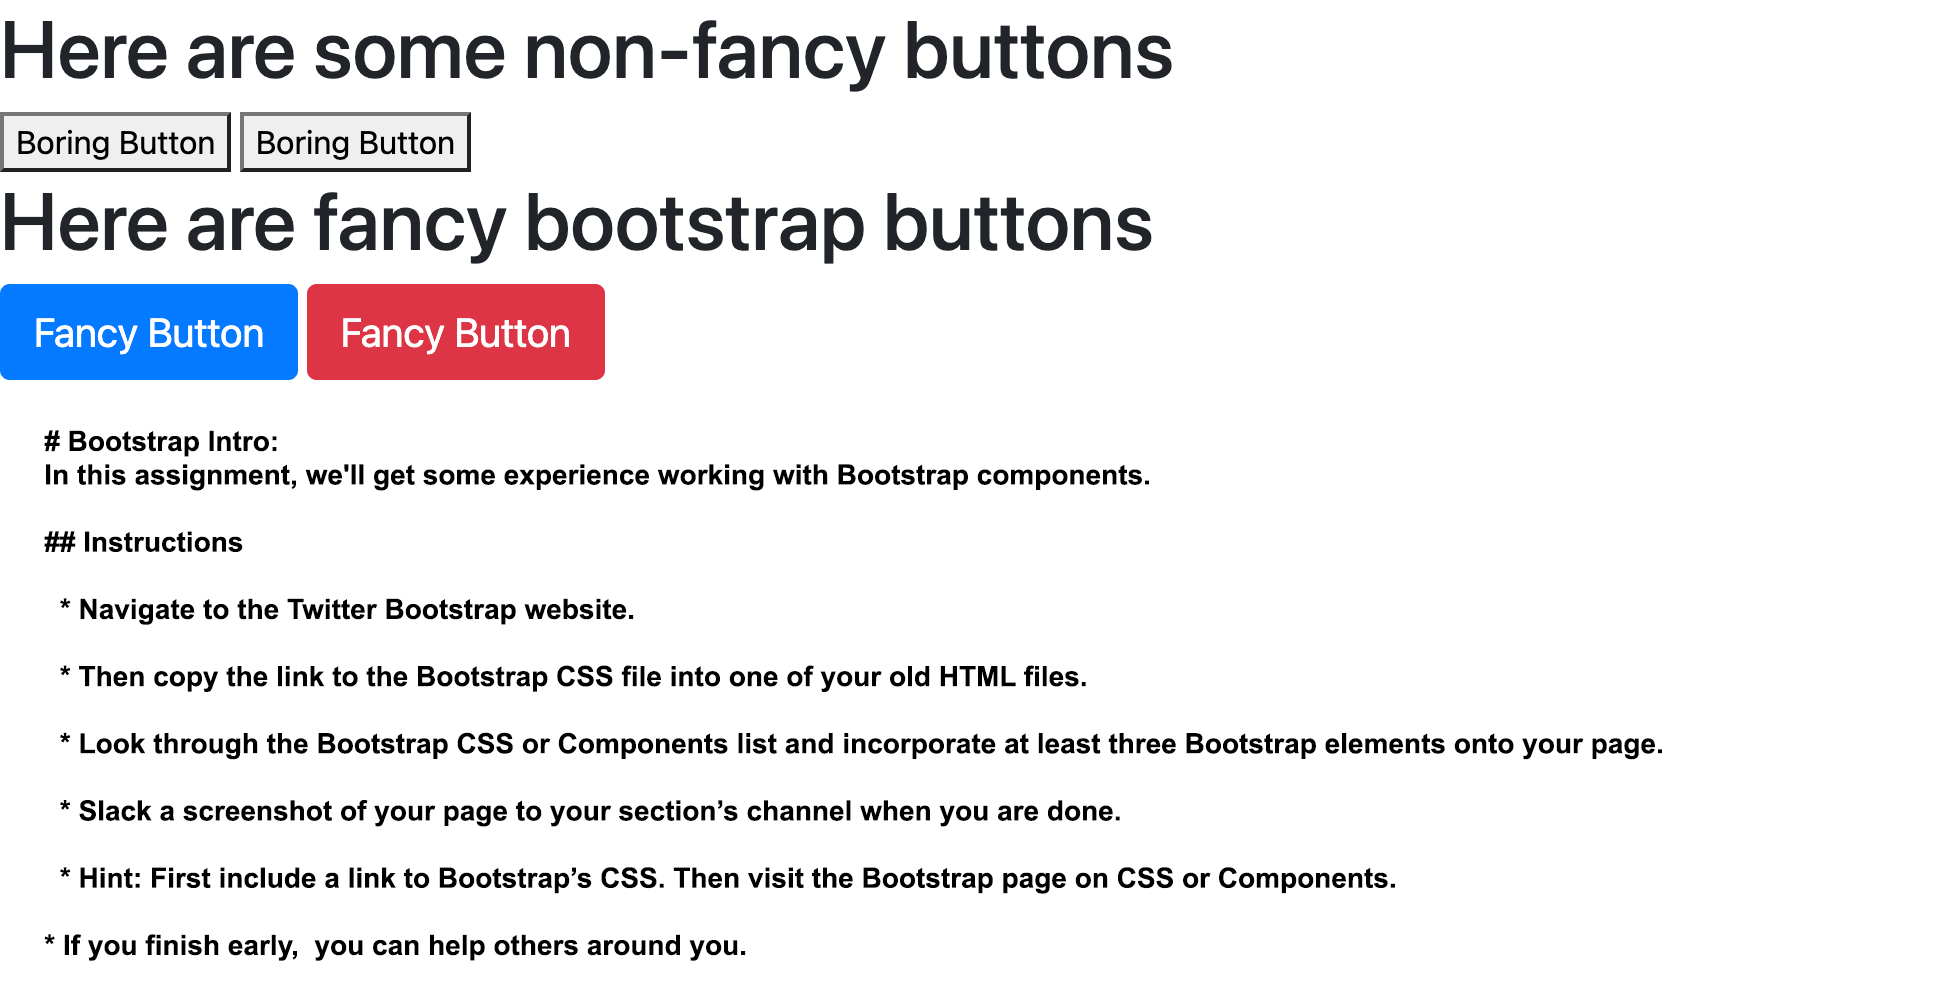 Here are some non-fancy buttons
Boring Button Boring Button
Here are fancy bootstrap buttons
Fancy Button Fancy Button
# Bootstrap Intro:
In this assignment, we'll get some experience working with Bootstrap components.
## Instructions
* Navigate to the Twitter Bootstrap website.
* Then copy the link to the Bootstrap CSS file into one of your old HTML files.
* Look through the Bootstrap CSS or Components list and incorporate at least three Bootstrap elements onto your page.
* Slack a screenshot of your page to your section’s channel when you are done.
* Hint: First include a link to Bootstrap’s CSS. Then visit the Bootstrap page on CSS or Components.
* If you finish early,  you can help others around you.